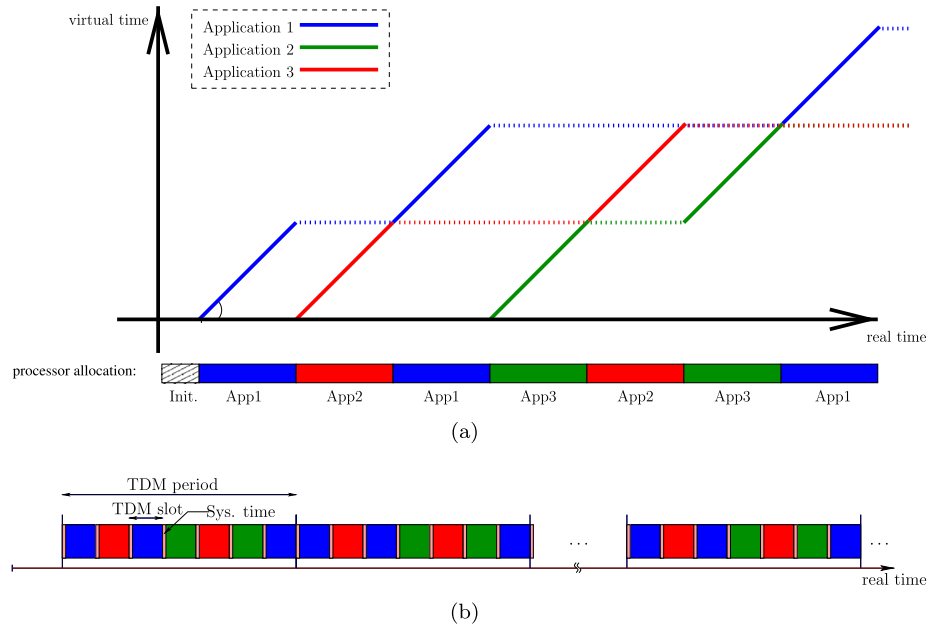 virtual time
Application 1
Application 2
Application 3
real time
processor allocation:
Init. App1 App2 App1 App3 App2 App3 App1
(a)
TDM period
TDM slot Sys. time
... ...
real time
(b)